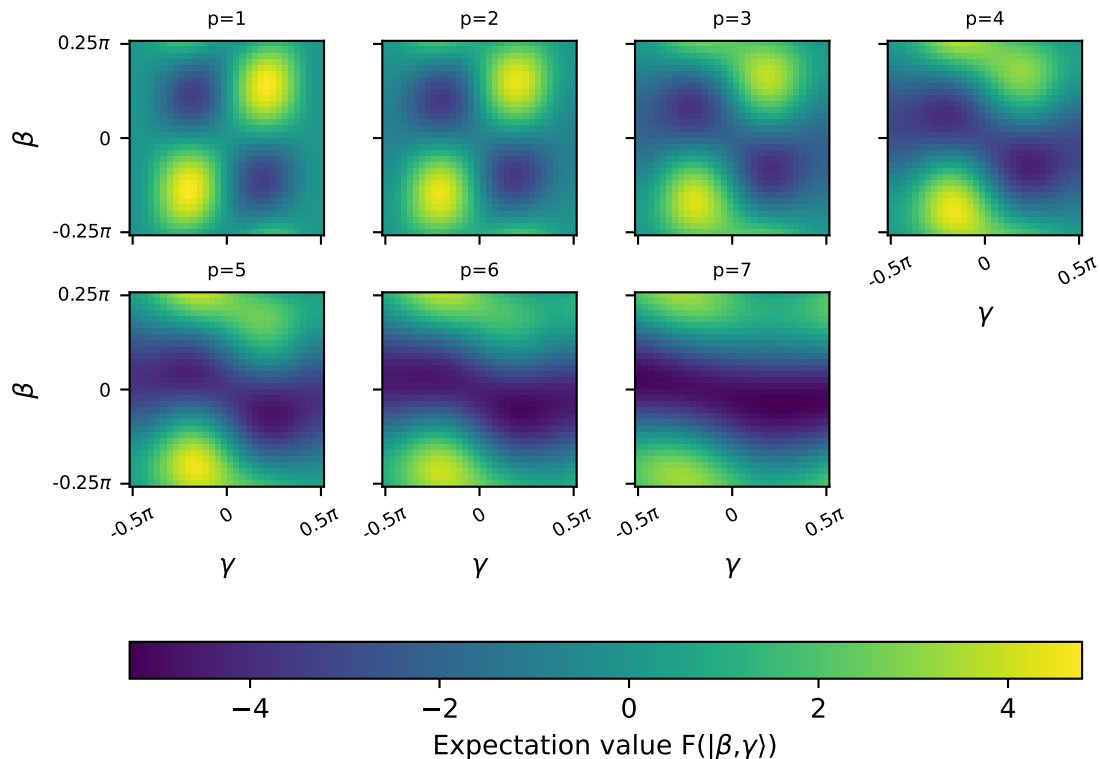 p=1 p=2 p=3 p=4
0.25π
β 0
-0.25π
p=5 p=6 p=7
-0.5π 0 0.5π
γ
0.25π
β 0
-0.25π
-0.5π 0 0.5π -0.5π 0 0.5π -0.5π 0 0.5π
γ γ γ
−4 −2 0 2 4
Expectation value F(|β,γ⟩)